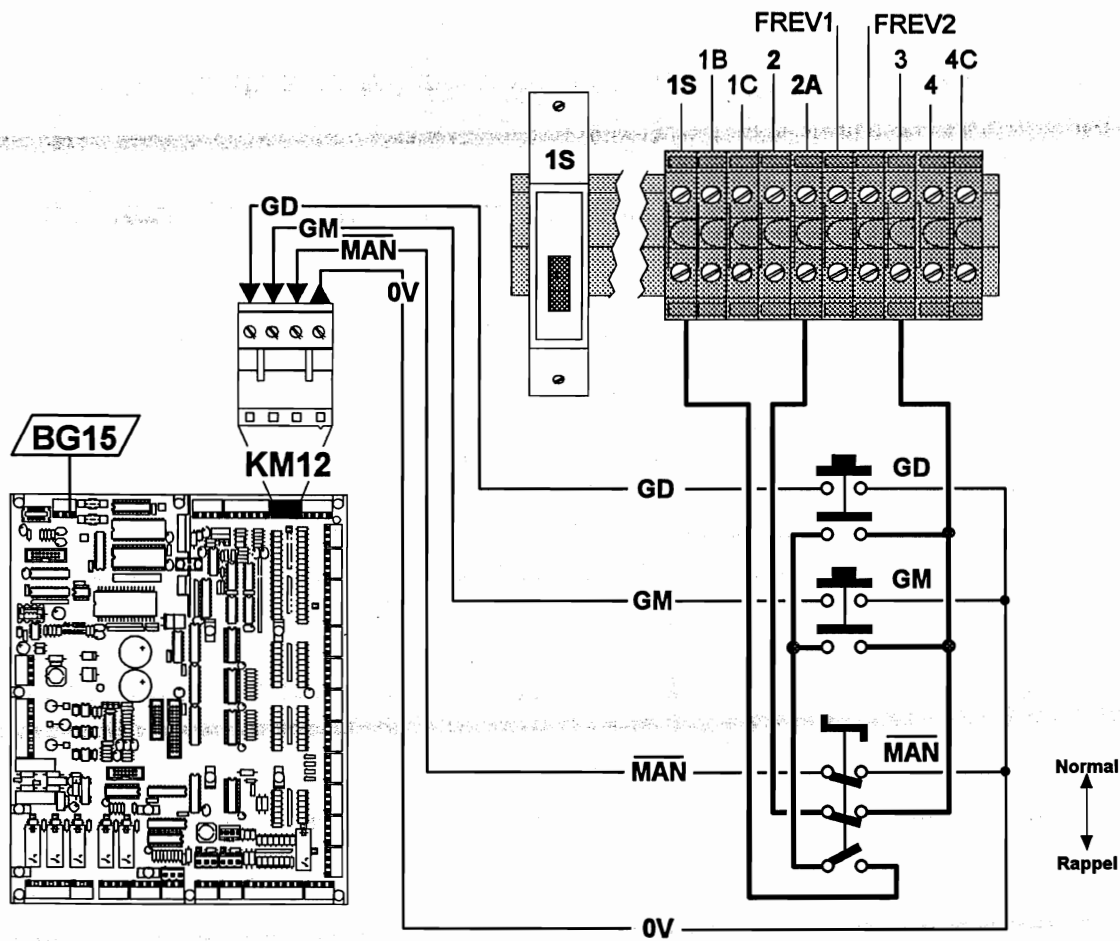 FREV1 FREV2
1B 2 3 4C
1S 1C 2A 4
1S
GD
GM
MAN
0V
BG15
KM12
GD GD
GM GM
MAN MAN
Normal
Rappel
0V